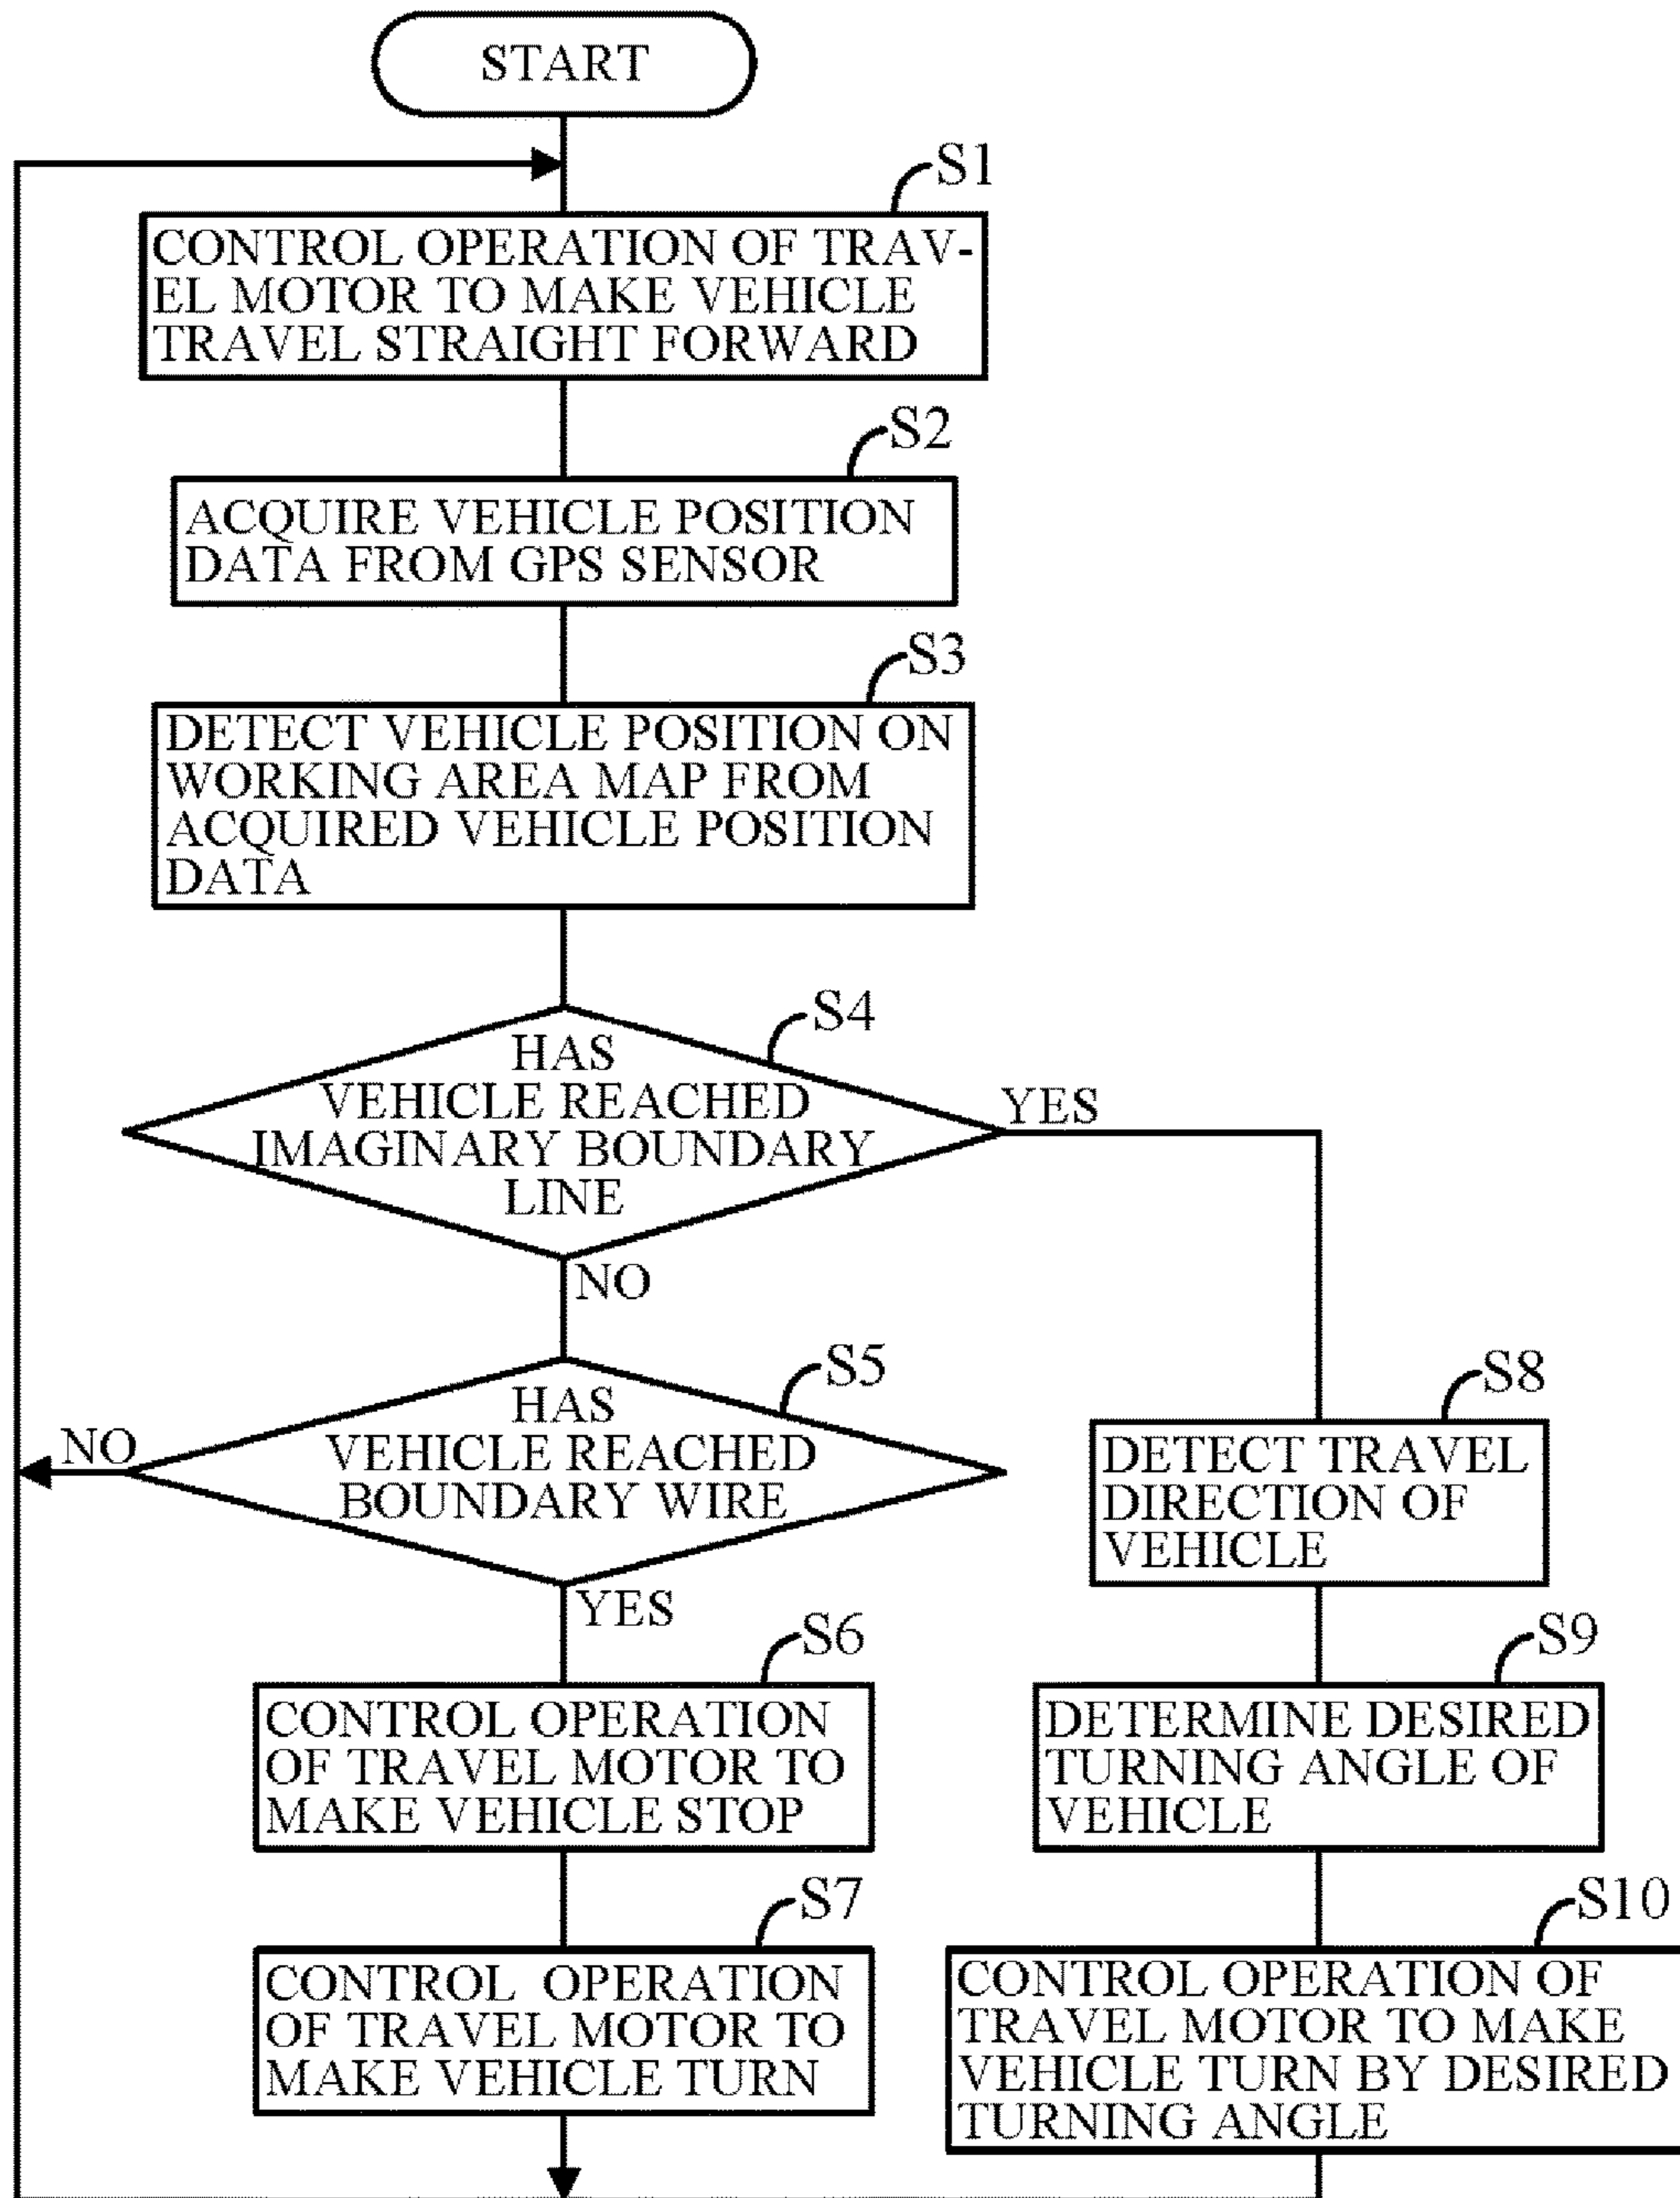 START
S1
CONTROL OPERATION OF TRAV-
EL MOTOR TO MAKE VEHICLE
TRAVEL STRAIGHT FORWARD
S2
ACQUIRE VEHICLE POSITION
DATA FROM GPS SENSOR
S3
DETECT VEHICLE POSITION ON
WORKING AREA MAP FROM
ACQUIRED VEHICLE POSITION
DATA
S4
HAS
VEHICLE REACHED
IMAGINARY BOUNDARY
LINE
YES
NO
S5
HAS
VEHICLE REACHED
BOUNDARY WIRE
NO
YES
S6
CONTROL OPERATION
OF TRAVEL MOTOR TO
MAKE VEHICLE STOP
S7
CONTROL OPERATION
OF TRAVEL MOTOR TO
MAKE VEHICLE TURN
S8
DETECT TRAVEL
DIRECTION OF
VEHICLE
S9
DETERMINE DESIRED
TURNING ANGLE OF
VEHICLE
S10
CONTROL OPERATION OF
TRAVEL MOTOR TO MAKE
VEHICLE TURN BY DESIRED
TURNING ANGLE